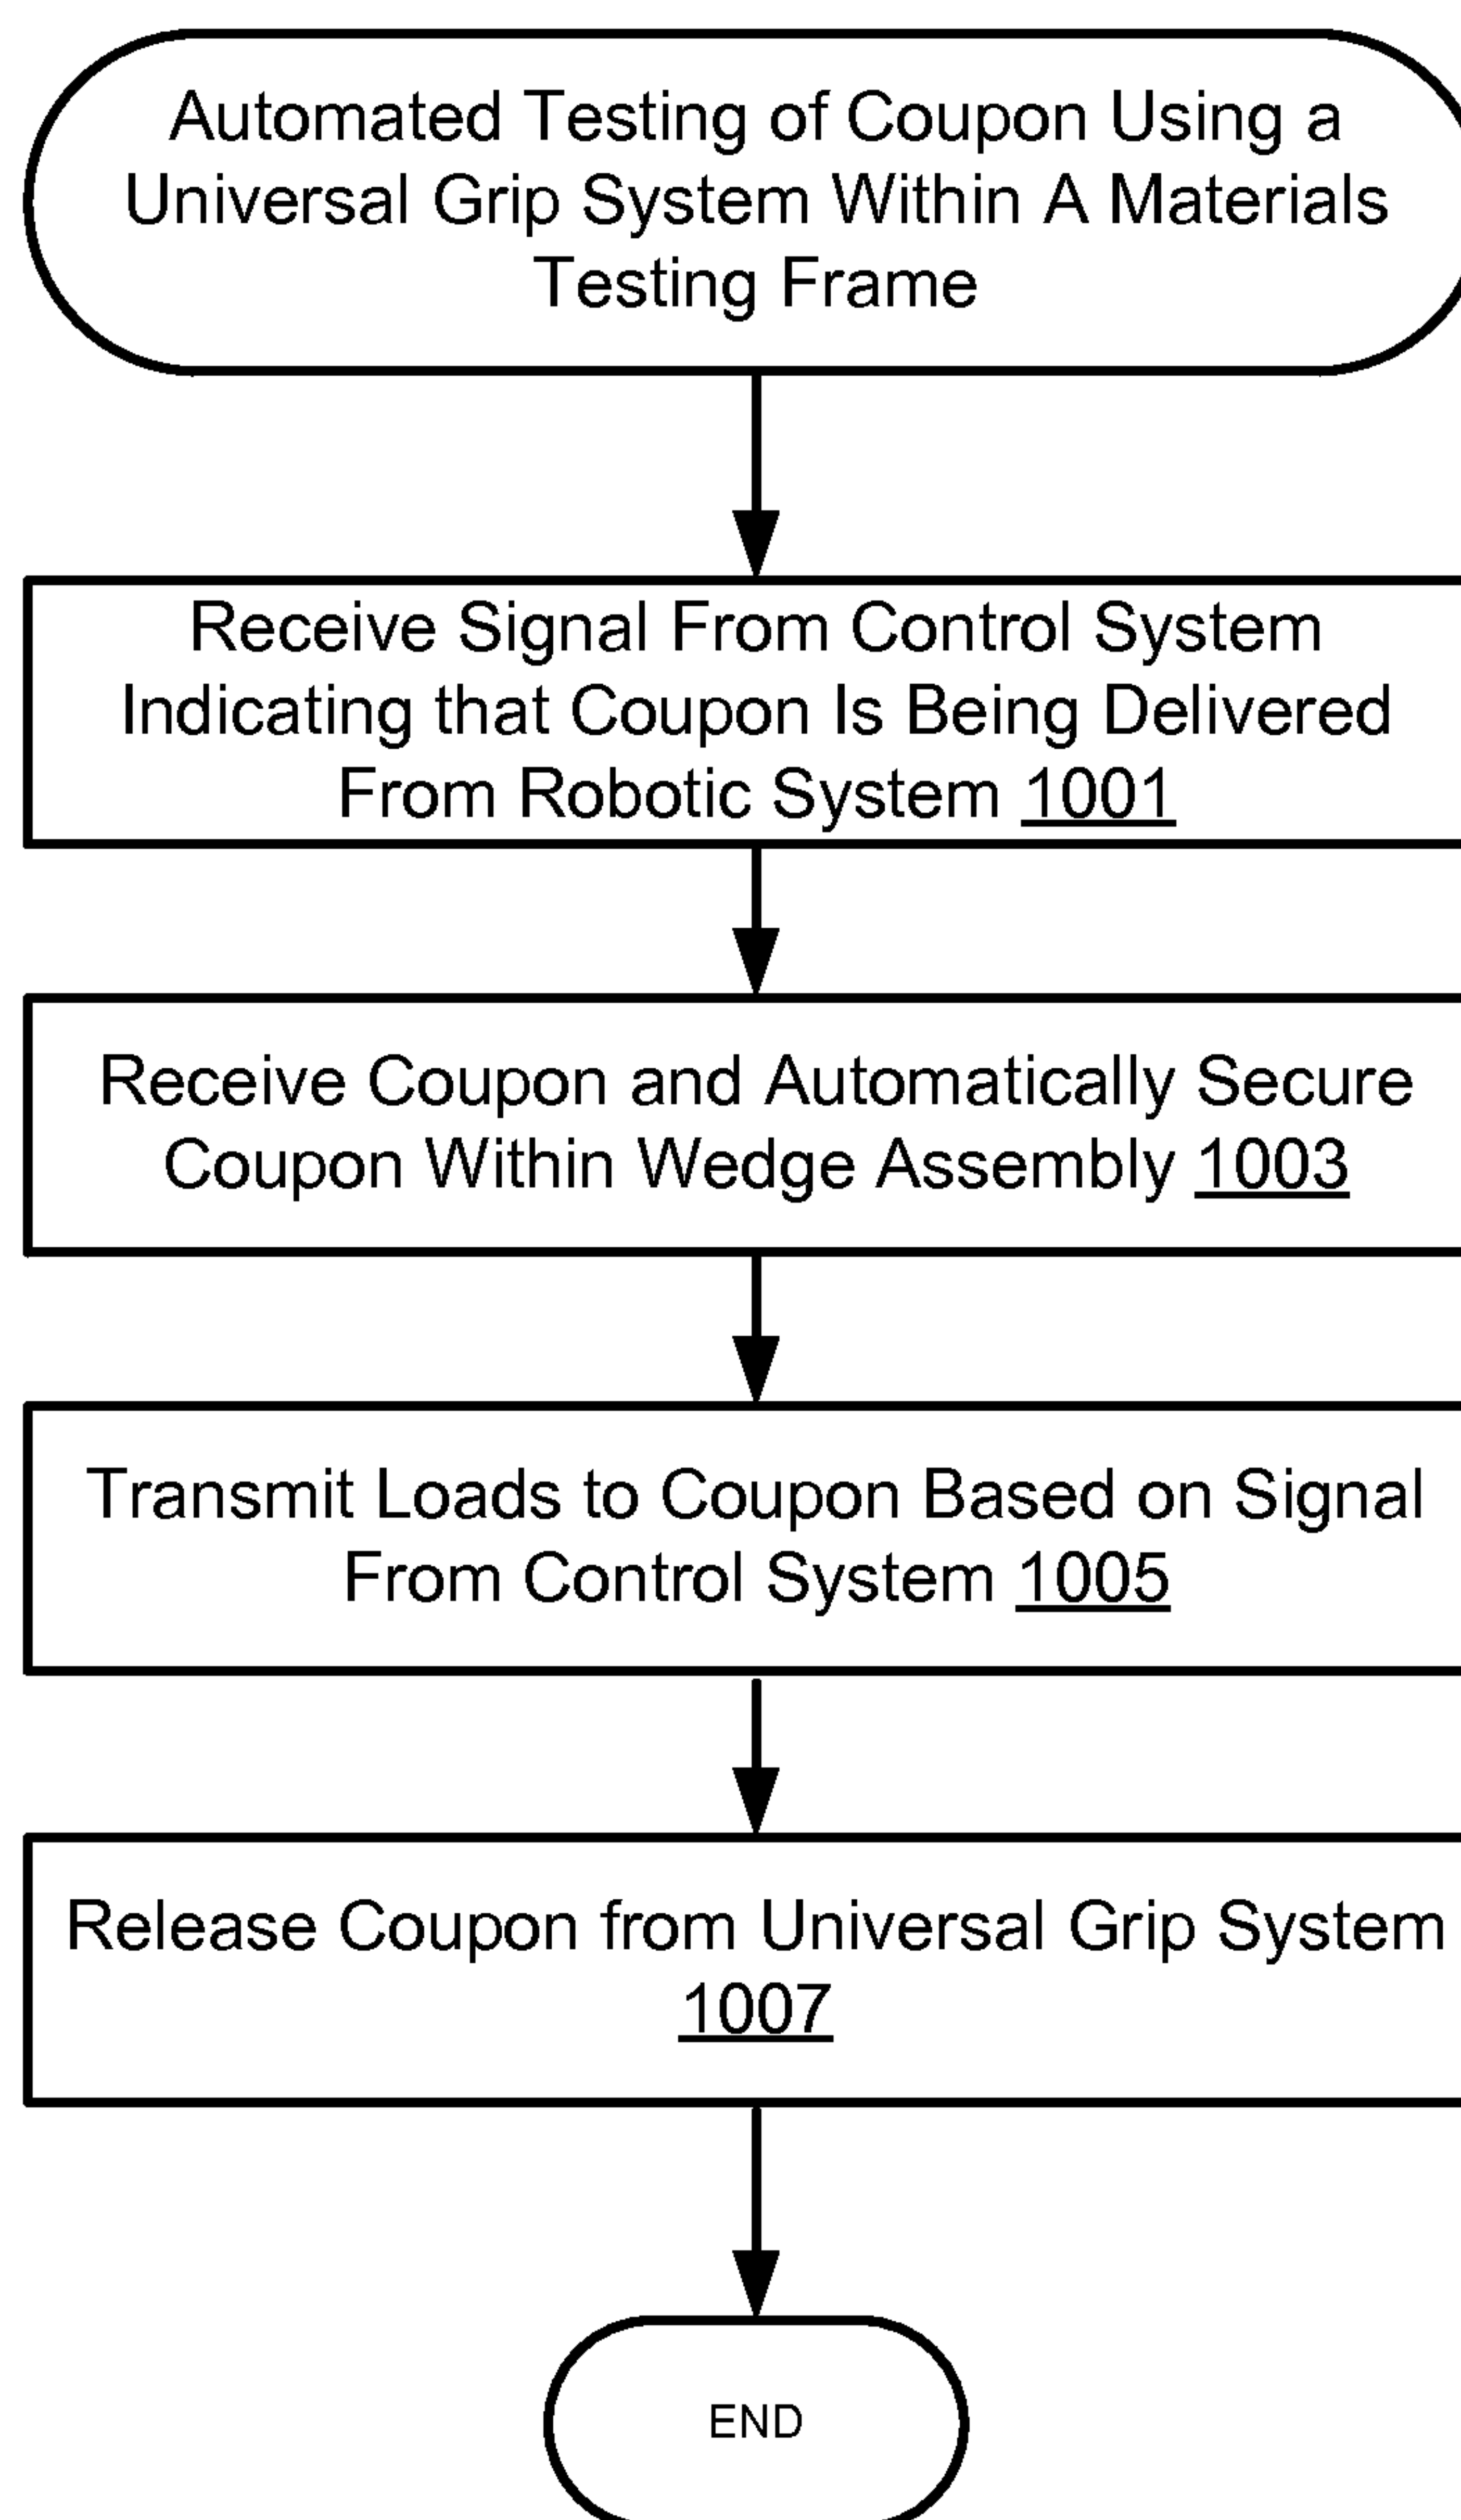 Automated Testing of Coupon Using a
Universal Grip System Within A Materials
Testing Frame
Receive Signal From Control System
Indicating that Coupon Is Being Delivered
From Robotic System 1001
Receive Coupon and Automatically Secure
Coupon Within Wedge Assembly 1003
Transmit Loads to Coupon Based on Signal
From Control System 1005
Release Coupon from Universal Grip System
1007
END